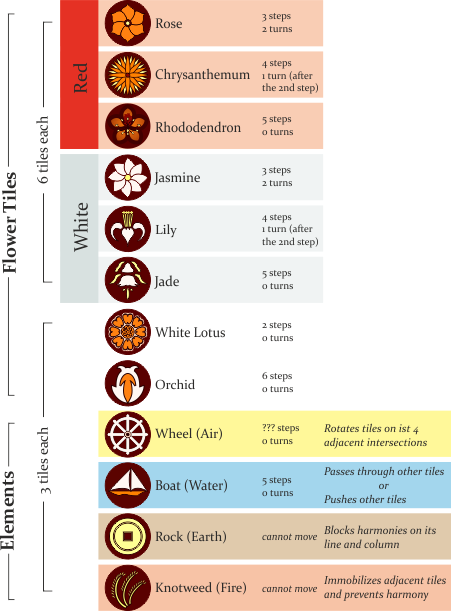 Flower Tiles
6 tiles each
Red
Rose
3 steps
2 turns
Chrysanthemum
4 steps
1 turn (after
the 2nd step)
Rhododendron
5 steps
0 turns
White
Jasmine
3 steps
2 turns
Lily
4 steps
1 turn (after
the 2nd step)
Jade
5 steps
0 turns
3 tiles each
White Lotus
2 steps
0 turns
Orchid
6 steps
0 turns
Elements
Wheel (Air)
??? steps
0 turns
Rotates tiles on ist 4
adjacent intersections
Boat (Water)
5 steps
0 turns
Passes through other tiles
or
Pushes other tiles
Rock (Earth)
cannot move
Blocks harmonies on its
line and column
Knotweed (Fire)
cannot move
Immobilizes adjacent tiles
and prevents harmony